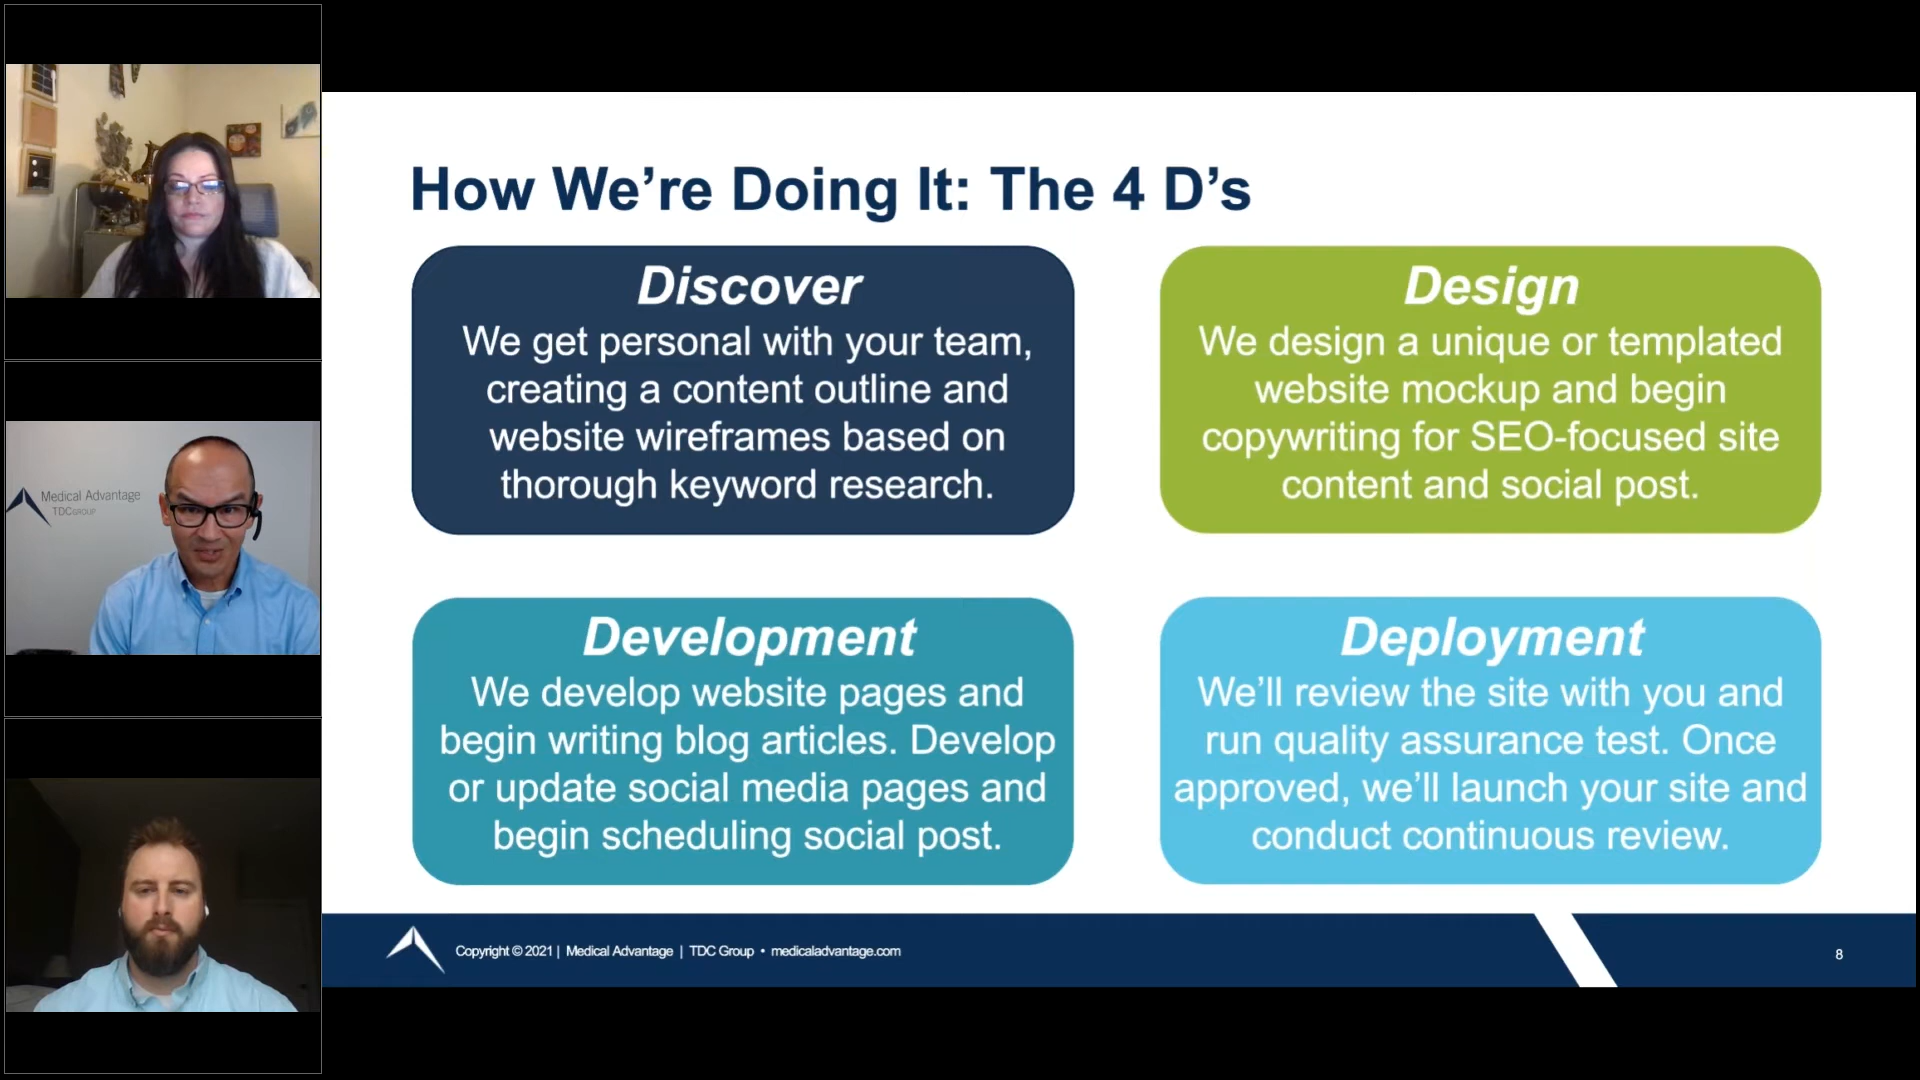 Medical Advantage
TDCGROUP
How We’re Doing It: The 4 D’s
Discover
We get personal with your team,
creating a content outline and
website wireframes based on
thorough keyword research.
Design
We design a unique or templated
website mockup and begin
copywriting for SEO-focused site
content and social post.
Development
We develop website pages and
begin writing blog articles. Develop
or update social media pages and
begin scheduling social post.
Deployment
We’ll review the site with you and
run quality assurance test. Once
approved, we’ll launch your site and
conduct continuous review.
Copyright © 2021 | Medical Advantage | TDC Group • medicaladvantage.com
8